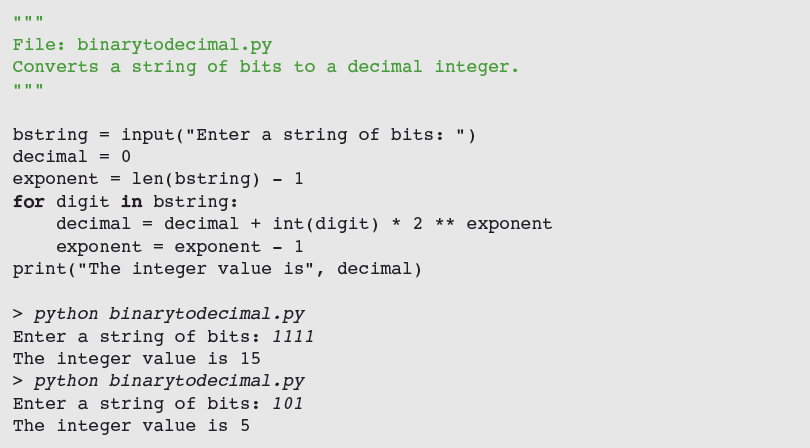 """
File: binarytodecimal.py
Converts a string of bits to a decimal integer.
"""

bstring = input("Enter a string of bits: ")
decimal = 0
exponent = len(bstring) - 1
for digit in bstring:
    decimal = decimal + int(digit) * 2 ** exponent
    exponent = exponent - 1
print("The integer value is", decimal)

> python binarytodecimal.py
Enter a string of bits: 1111
The integer value is 15
> python binarytodecimal.py
Enter a string of bits: 101
The integer value is 5